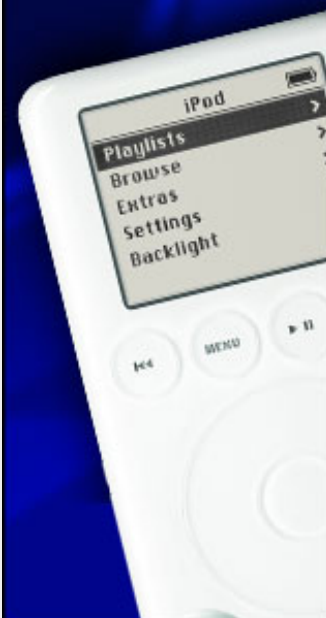 iPod
Playlists
Browse
Extras
Settings
Backlight
MENU